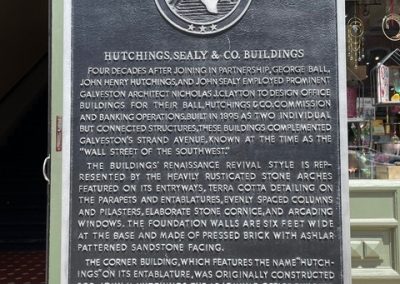 HUTCHINGS, SEALY & CO. BUILDINGS
FOUR DECADES AFTER JOINING IN PARTNERSHIP, GEORGE BALL,
JOHN HENRY HUTCHINGS, AND JOHN SEALY EMPLOYED PROMINENT
GALVESTON ARCHITECT NICHOLAS J. CLAYTON TO DESIGN OFFICE
BUILDINGS FOR THEIR BALL, HUTCHINGS & CO. COMMISSION
AND BANKING OPERATIONS. BUILT IN 1895 AS TWO INDIVIDUAL
BUT CONNECTED STRUCTURES, THESE BUILDINGS COMPLEMENTED
GALVESTON'S STRAND AVENUE, KNOWN AT THE TIME AS THE
"WALL STREET OF THE SOUTHWEST."
THE BUILDINGS' RENAISSANCE REVIVAL STYLE IS REP-
RESENTED BY THE HEAVILY RUSTICATED STONE ARCHES
FEATURED ON ITS ENTRYWAYS, TERRA COTTA DETAILING ON
THE PARAPETS AND ENTABLATURES, EVENLY SPACED COLUMNS
AND PILASTERS, ELABORATE STONE CORNICE, AND ARCADING
WINDOWS. THE FOUNDATION WALLS ARE SIX FEET WIDE
AT THE BASE AND MADE OF PRESSED BRICK WITH ASHLAR
PATTERNED SANDSTONE FACING.
THE CORNER BUILDING, WHICH FEATURES THE NAME "HUTCH-
INGS" ON ITS ENTABLATURE, WAS ORIGINALLY CONSTRUCTED